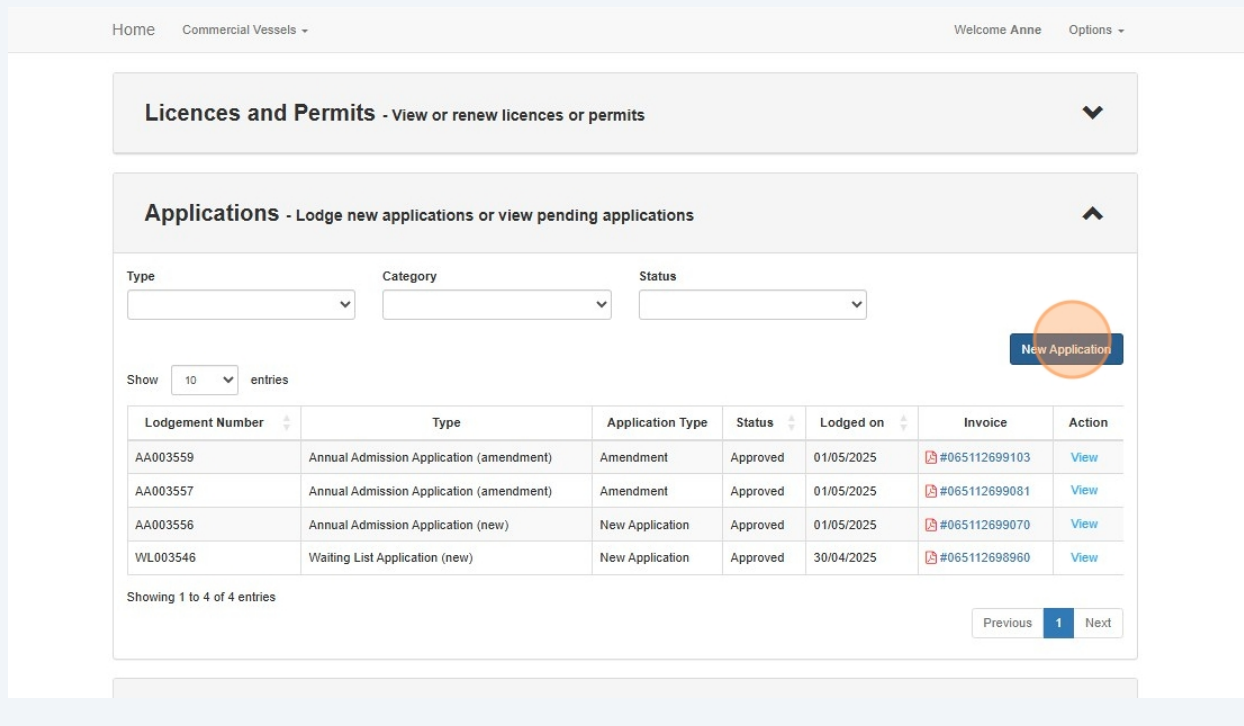 Home Commercial Vessels Welcome Anne Options
Licences and Permits - View or renew licences or permits
Applications - Lodge new applications or view pending applications
Type Category Status
New Application
Show 10 entries
Lodgement Number Type Application Type Status Lodged on Invoice Action
AA003559 Annual Admission Application (amendment) Amendment Approved 01/05/2025 #065112699103 View
AA003557 Annual Admission Application (amendment) Amendment Approved 01/05/2025 #065112699081 View
AA003556 Annual Admission Application (new) New Application Approved 01/05/2025 #065112699070 View
WL003546 Waiting List Application (new) New Application Approved 30/04/2025 #065112698960 View
Showing 1 to 4 of 4 entries
Previous 1 Next